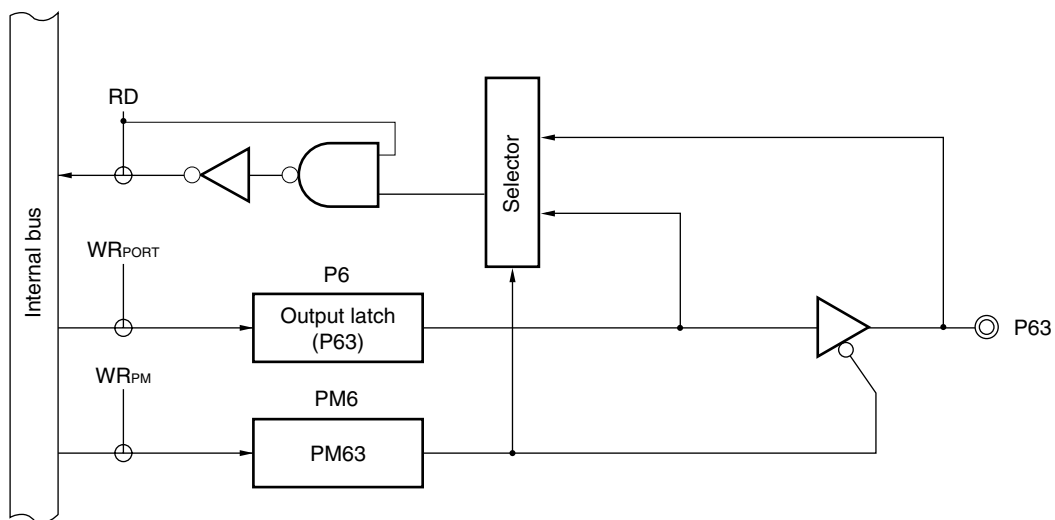 RD
Selector
Internal bus
WRPORT
P6
Output latch
(P63)
P63
WRPM
PM6
PM63